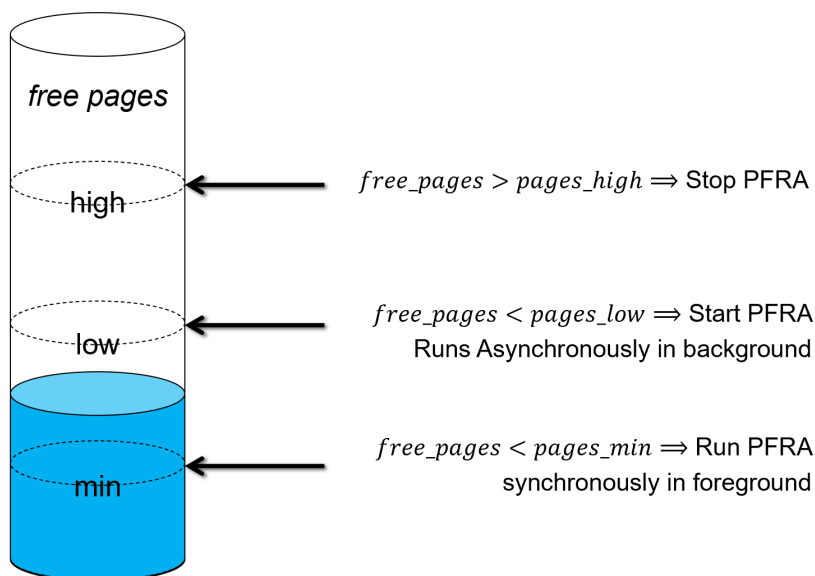 free pages
high
free_pages > pages_high ⟹ Stop PFRA
low
free_pages < pages_low ⟹ Start PFRA
Runs Asynchronously in background
min
free_pages < pages_min ⟹ Run PFRA
synchronously in foreground